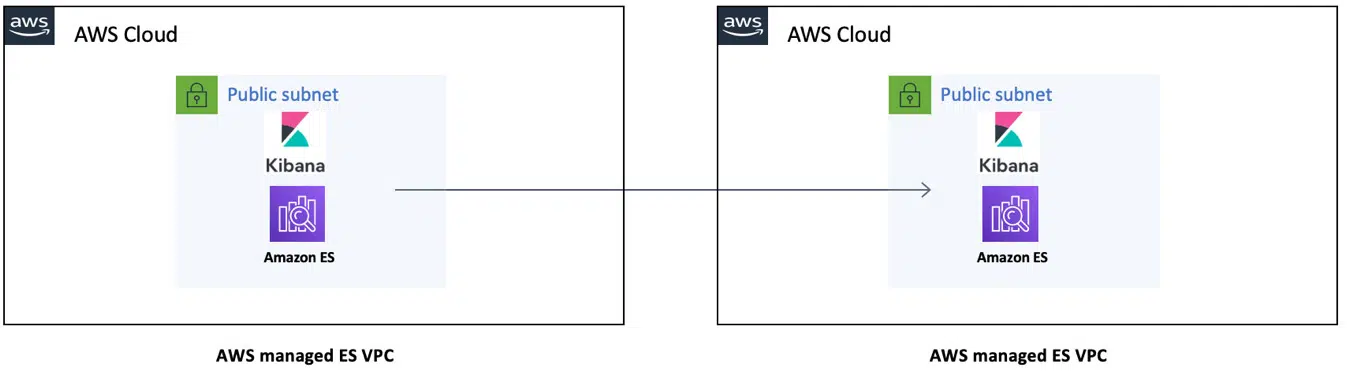 aws
AWS Cloud
Public subnet
Kibana
Amazon ES
AWS managed ES VPC
aws
AWS Cloud
Public subnet
Kibana
Amazon ES
AWS managed ES VPC